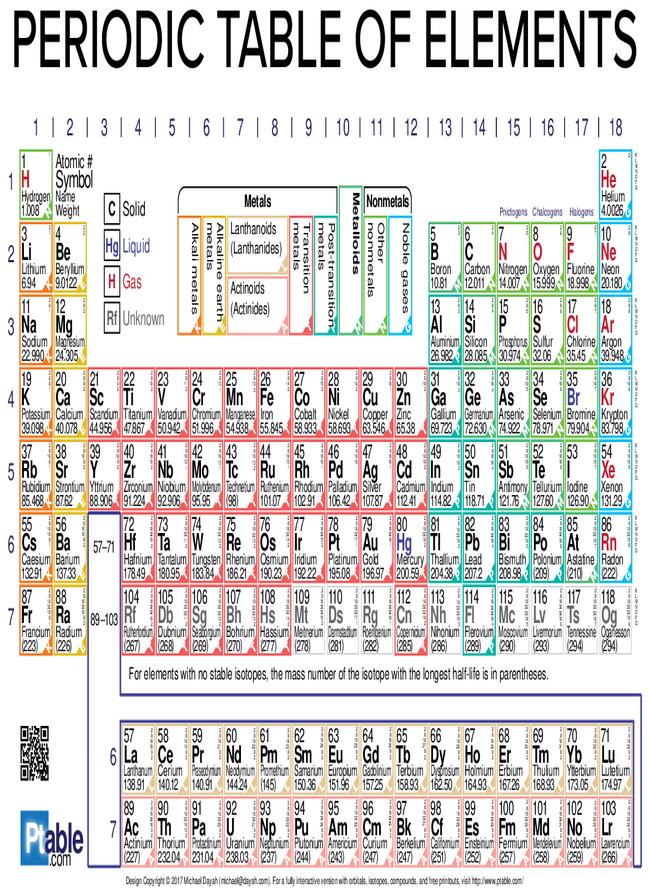 PERIODIC TABLE OF ELEMENTS
1 | 2 | 3 | 4 | 5 | 6 | 7 | 8 | 9 | 10 | 11 | 12 | 13 | 14 | 15 | 16 | 17 | 18
1
1 H Hydrogen 1.008
Atomic #
Symbol
Name
Weight
C Solid
Hg Liquid
H Gas
Rf Unknown
Metals
Alkali metals
Alkaline earth metals
Lanthanoids (Lanthanides)
Actinoids (Actinides)
Transition metals
Post-transition metals
Metalloids
Nonmetals
Other nonmetals
Noble gases
Pnictogens Chalcogens Halogens
2 He Helium 4.0026
2
3 Li Lithium 6.94
4 Be Beryllium 9.0122
5 B Boron 10.81
6 C Carbon 12.011
7 N Nitrogen 14.007
8 O Oxygen 15.999
9 F Fluorine 18.998
10 Ne Neon 20.180
3
11 Na Sodium 22.990
12 Mg Magnesium 24.305
13 Al Aluminium 26.982
14 Si Silicon 28.085
15 P Phosphorus 30.974
16 S Sulfur 32.06
17 Cl Chlorine 35.45
18 Ar Argon 39.948
4
19 K Potassium 39.098
20 Ca Calcium 40.078
21 Sc Scandium 44.956
22 Ti Titanium 47.867
23 V Vanadium 50.942
24 Cr Chromium 51.996
25 Mn Manganese 54.938
26 Fe Iron 55.845
27 Co Cobalt 58.933
28 Ni Nickel 58.693
29 Cu Copper 63.546
30 Zn Zinc 65.38
31 Ga Gallium 69.723
32 Ge Germanium 72.630
33 As Arsenic 74.922
34 Se Selenium 78.971
35 Br Bromine 79.904
36 Kr Krypton 83.798
5
37 Rb Rubidium 85.468
38 Sr Strontium 87.62
39 Y Yttrium 88.906
40 Zr Zirconium 91.224
41 Nb Niobium 92.906
42 Mo Molybdenum 95.95
43 Tc Technetium (98)
44 Ru Ruthenium 101.07
45 Rh Rhodium 102.91
46 Pd Palladium 106.42
47 Ag Silver 107.87
48 Cd Cadmium 112.41
49 In Indium 114.82
50 Sn Tin 118.71
51 Sb Antimony 121.76
52 Te Tellurium 127.60
53 I Iodine 126.90
54 Xe Xenon 131.29
6
55 Cs Caesium 132.91
56 Ba Barium 137.33
57–71
72 Hf Hafnium 178.49
73 Ta Tantalum 180.95
74 W Tungsten 183.84
75 Re Rhenium 186.21
76 Os Osmium 190.23
77 Ir Iridium 192.22
78 Pt Platinum 195.08
79 Au Gold 196.97
80 Hg Mercury 200.59
81 Tl Thallium 204.38
82 Pb Lead 207.2
83 Bi Bismuth 208.98
84 Po Polonium (209)
85 At Astatine (210)
86 Rn Radon (222)
7
87 Fr Francium (223)
88 Ra Radium (226)
89–103
104 Rf Rutherfordium (267)
105 Db Dubnium (268)
106 Sg Seaborgium (269)
107 Bh Bohrium (270)
108 Hs Hassium (277)
109 Mt Meitnerium (278)
110 Ds Darmstadtium (281)
111 Rg Roentgenium (282)
112 Cn Copernicium (285)
113 Nh Nihonium (286)
114 Fl Flerovium (289)
115 Mc Moscovium (290)
116 Lv Livermorium (293)
117 Ts Tennessine (294)
118 Og Oganesson (294)
For elements with no stable isotopes, the mass number of the isotope with the longest half-life is in parentheses.
6
57 La Lanthanum 138.91
58 Ce Cerium 140.12
59 Pr Praseodymium 140.91
60 Nd Neodymium 144.24
61 Pm Promethium (145)
62 Sm Samarium 150.36
63 Eu Europium 151.96
64 Gd Gadolinium 157.25
65 Tb Terbium 158.93
66 Dy Dysprosium 162.50
67 Ho Holmium 164.93
68 Er Erbium 167.26
69 Tm Thulium 168.93
70 Yb Ytterbium 173.05
71 Lu Lutetium 174.97
7
89 Ac Actinium (227)
90 Th Thorium 232.04
91 Pa Protactinium 231.04
92 U Uranium 238.03
93 Np Neptunium (237)
94 Pu Plutonium (244)
95 Am Americium (243)
96 Cm Curium (247)
97 Bk Berkelium (247)
98 Cf Californium (251)
99 Es Einsteinium (252)
100 Fm Fermium (257)
101 Md Mendelevium (258)
102 No Nobelium (259)
103 Lr Lawrencium (266)
Ptable
.com
Design Copyright © 2017 Michael Dayah (michael@dayah.com). For a fully interactive version with orbitals, isotopes, compounds, and free printouts, visit http://www.ptable.com/